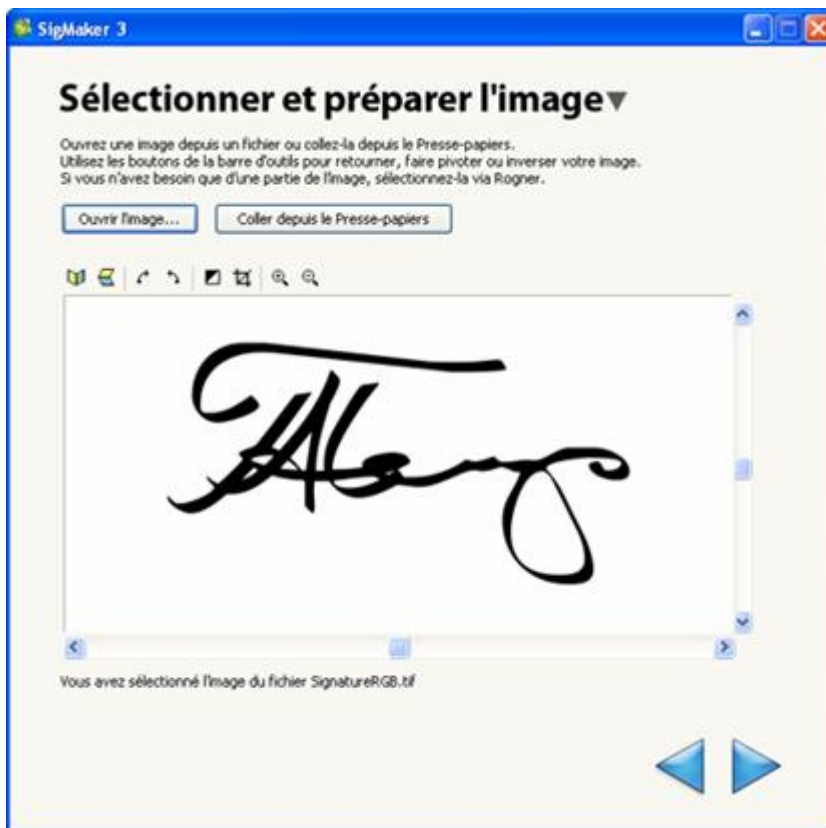 SigMaker 3
Sélectionner et préparer l'image
Ouvrez une image depuis un fichier ou collez-la depuis le Presse-papiers.
Utilisez les boutons de la barre d'outils pour retourner, faire pivoter ou inverser votre image.
Si vous n'avez besoin que d'une partie de l'image, sélectionnez-la via Rogner.
Ouvrir l'image... Coller depuis le Presse-papiers
Vous avez sélectionné l'image du fichier SignatureRGB.tif